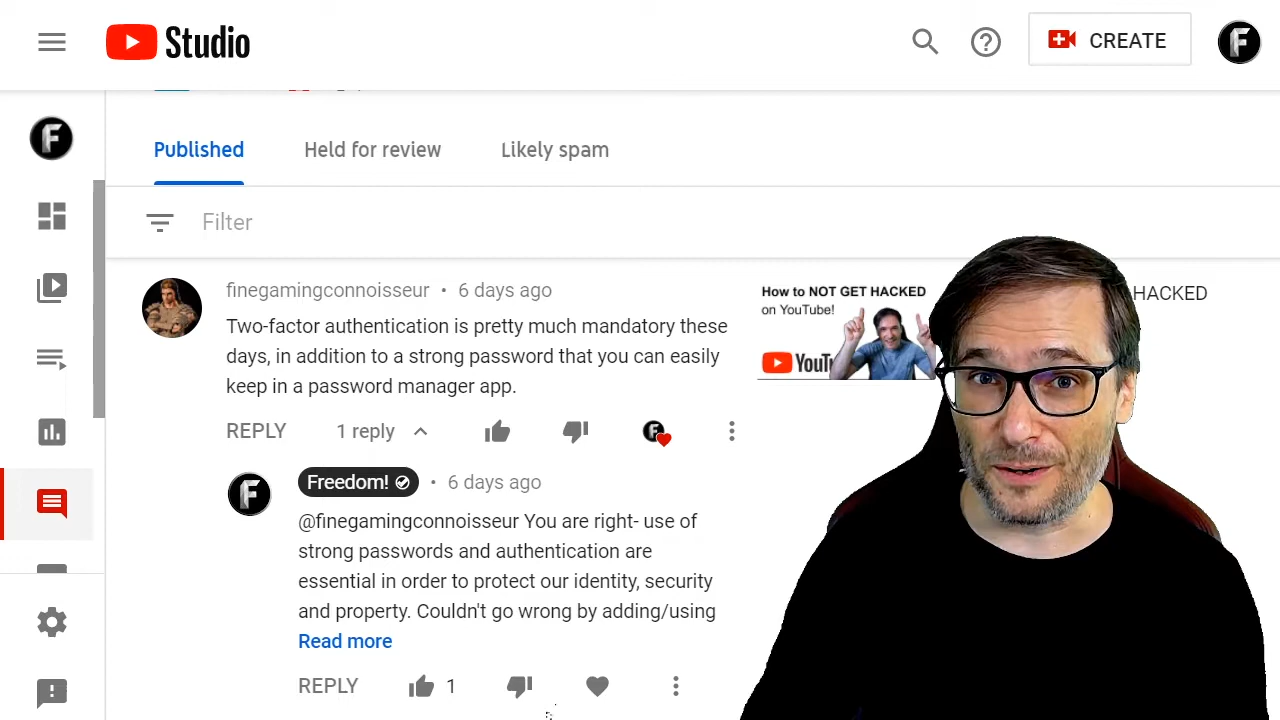 Studio
CREATE
Published
Held for review
Likely spam
Filter
finegamingconnoisseur • 6 days ago
Two-factor authentication is pretty much mandatory these
days, in addition to a strong password that you can easily
keep in a password manager app.
REPLY
1 reply
How to NOT GET HACKED
on YouTube!
YouTu
HACKED
Freedom! • 6 days ago
@finegamingconnoisseur You are right- use of
strong passwords and authentication are
essential in order to protect our identity, security
and property. Couldn't go wrong by adding/using
Read more
REPLY
1